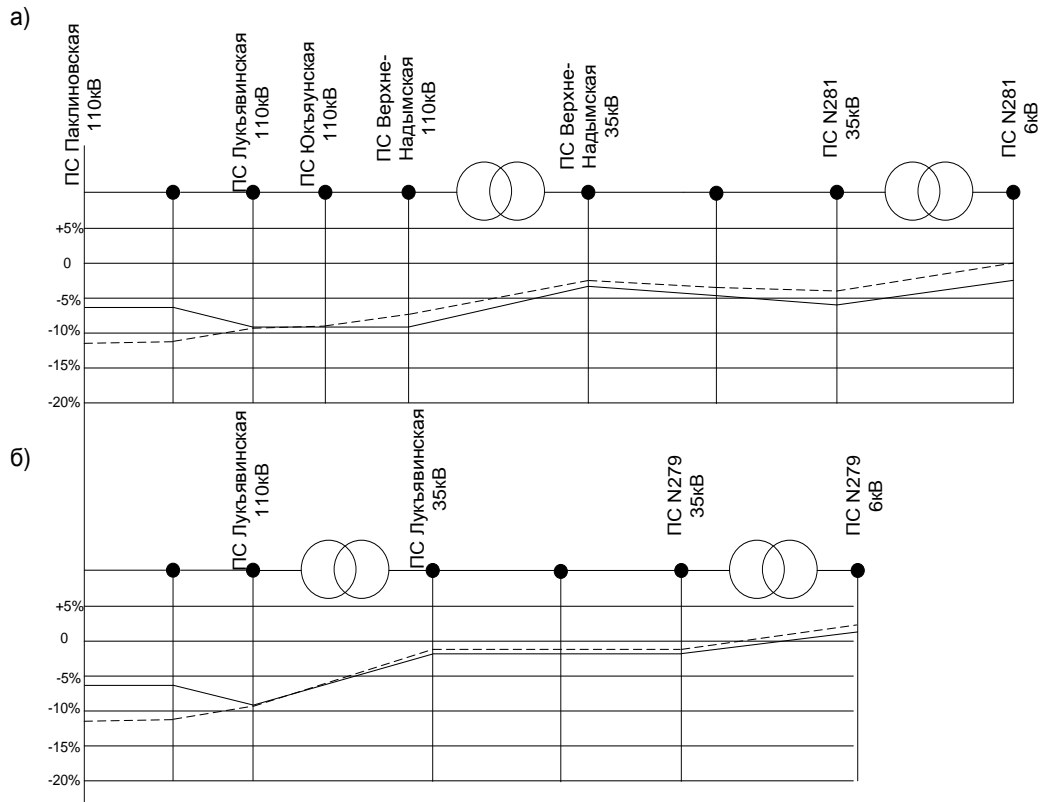 а)
ПС Паклиновская
110кВ
ПС Лукъявинская
110кВ
ПС Юкъяунская
110кВ
ПС Верхне-
Надымская
110кВ
ПС Верхне-
Надымская
35кВ
ПС N281
35кВ
ПС N281
6кВ
+5%
0
-5%
-10%
-15%
-20%
б)
ПС Лукъявинская
110кВ
ПС Лукъявинская
35кВ
ПС N279
35кВ
ПС N279
6кВ
+5%
0
-5%
-10%
-15%
-20%